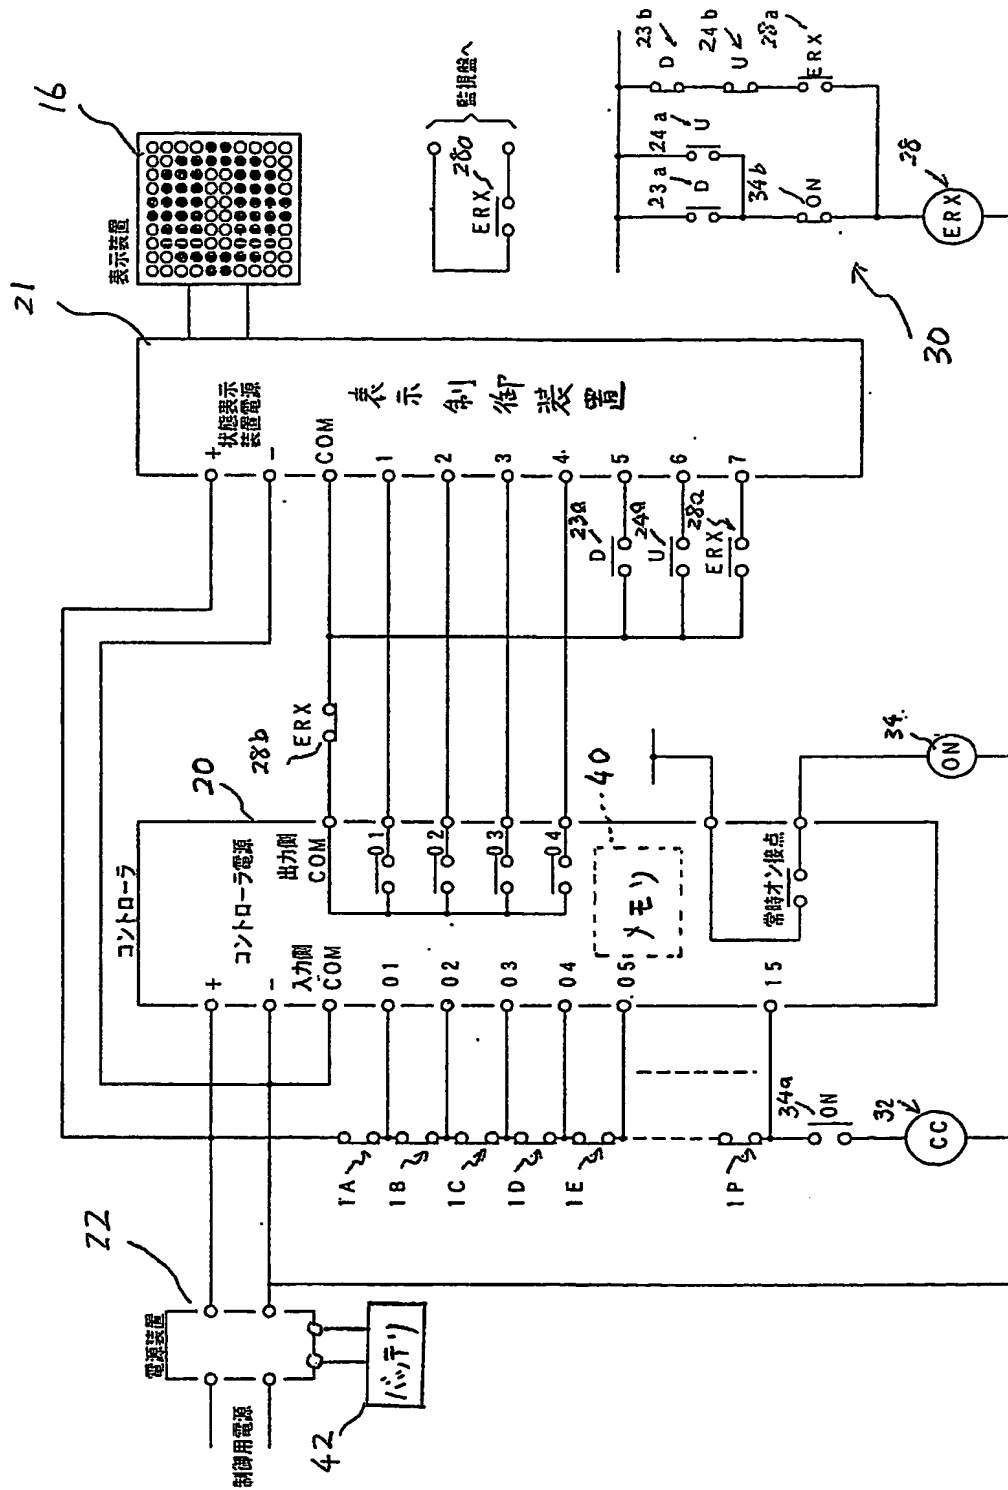 制御用電源
電源装置
22
バッテリ
42
コントローラ
20
コントローラ電源
+
-
入力側
COM
出力側
COM
01
02
03
04
05
15
01
02
03
04
メモリ
40
常時オン接点
34
ON
1A
1B
1C
1D
1E
1P
34a
ON
32
CC
28b
ERX
21
+
-
状態表示
装置電源
COM
1
2
3
4
5
6
7
表示制御装置
23a
D
24a
U
28a
ERX
表示装置
16
監視盤へ
ERX
28a
30
23a
D
24a
U
34b
ON
23b
D
24b
U
28a
ERX
28
ERX